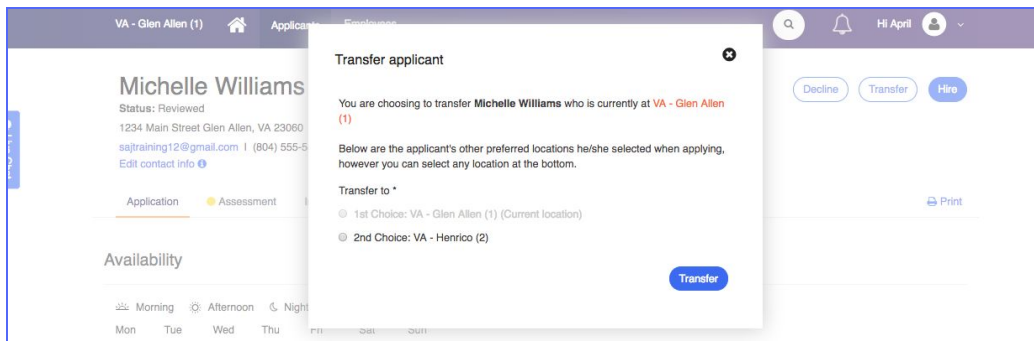 VA - Glen Allen (1) Applicants Employees Hi April
Transfer applicant
Michelle Williams
Decline Transfer Hire
Status: Reviewed
You are choosing to transfer Michelle Williams who is currently at VA - Glen Allen
(1)
1234 Main Street Glen Allen, VA 23060
sajtraining12@gmail.com | (804) 555-5
Below are the applicant's other preferred locations he/she selected when applying,
however you can select any location at the bottom.
Edit contact info
Transfer to *
Application Assessment Print
1st Choice: VA - Glen Allen (1) (Current location)
2nd Choice: VA - Henrico (2)
Availability
Transfer
Morning Afternoon Night
Mon Tue Wed Thu Fri Sat Sun